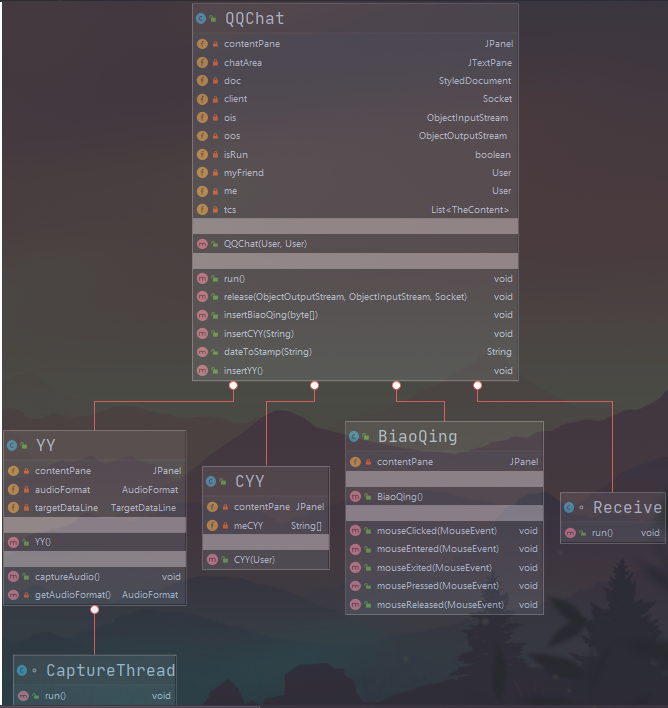 QQChat
contentPane JPanel
chatArea JTextPane
doc StyledDocument
client Socket
ois ObjectInputStream
oos ObjectOutputStream
isRun boolean
myFriend User
me User
tcs List<TheContent>
QQChat(User, User)
run() void
release(ObjectOutputStream, ObjectInputStream, Socket) void
insertBiaoQing(byte[]) void
insertCYY(String) void
dateToStamp(String) String
insertYY() void
YY
contentPane JPanel
audioFormat AudioFormat
targetDataLine TargetDataLine
YY()
captureAudio() void
getAudioFormat() AudioFormat
CYY
contentPane JPanel
meCYY String[]
CYY(User)
BiaoQing
contentPane JPanel
BiaoQing()
mouseClicked(MouseEvent) void
mouseEntered(MouseEvent) void
mouseExited(MouseEvent) void
mousePressed(MouseEvent) void
mouseReleased(MouseEvent) void
Receive
run() void
CaptureThread
run() void